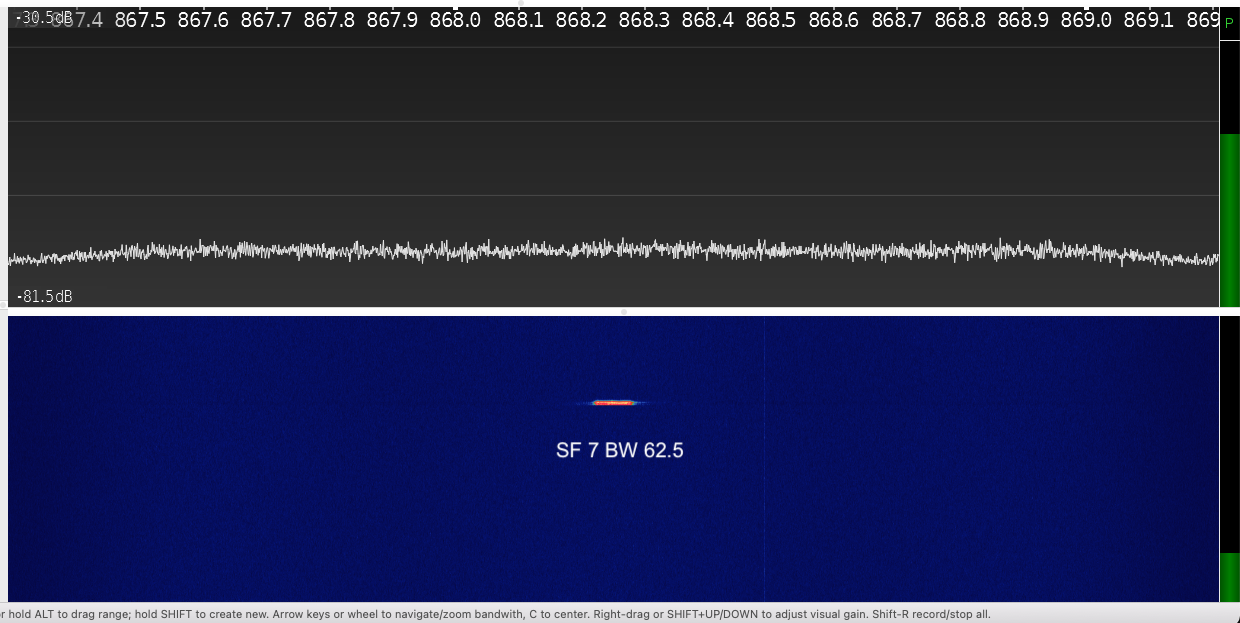 -30.5dB 867.4 867.5 867.6 867.7 867.8 867.9 868.0 868.1 868.2 868.3 868.4 868.5 868.6 868.7 868.8 868.9 869.0 869.1 869 P
-81.5dB
SF 7 BW 62.5
r hold ALT to drag range; hold SHIFT to create new. Arrow keys or wheel to navigate/zoom bandwith, C to center. Right-drag or SHIFT+UP/DOWN to adjust visual gain. Shift-R record/stop all.